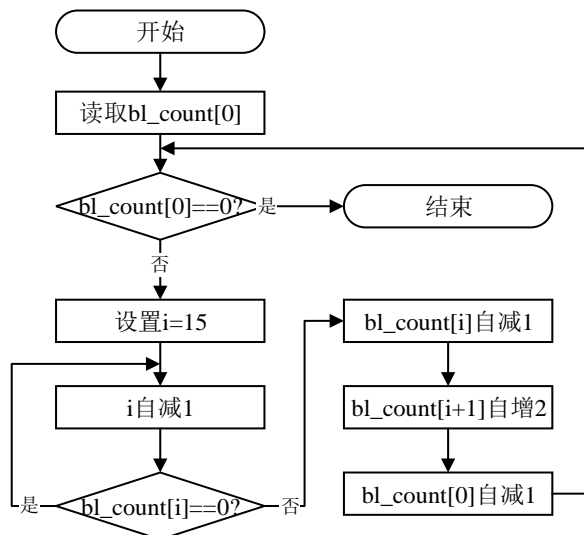 开始
读取bl_count[0]
bl_count[0]==0?
是
结束
否
设置i=15
i自减1
bl_count[i]==0?
是
否
bl_count[i]自减1
bl_count[i+1]自增2
bl_count[0]自减1